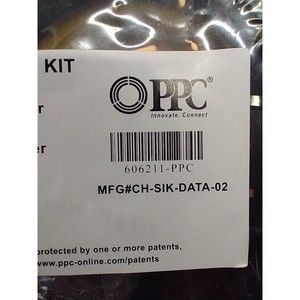 KIT
PPC®
Innovate. Connect
r
er
606211-PPC
MFG#CH-SIK-DATA-02
protected by one or more patents,
www.ppc-online.com/patents